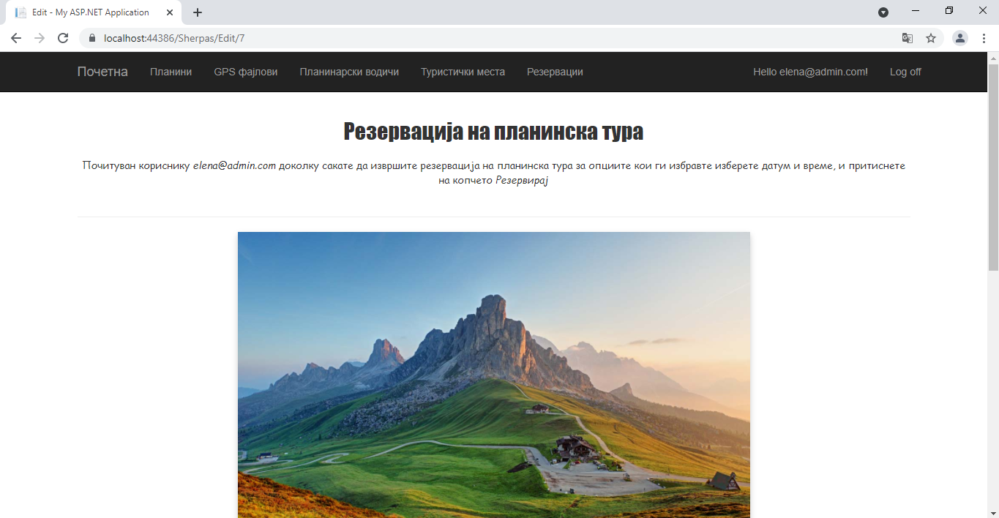 Edit - My ASP.NET Application
localhost:44386/Sherpas/Edit/7
Почетна Планини GPS фајлови Планинарски водичи Туристички места Резервации Hello elena@admin.com! Log off
Резервација на планинска тура
Почитуван кориснику elena@admin.com доколку сакате да извршите резервација на планинска тура за опциите кои ги избравте изберете датум и време, и притиснете
на копчето Резервирај